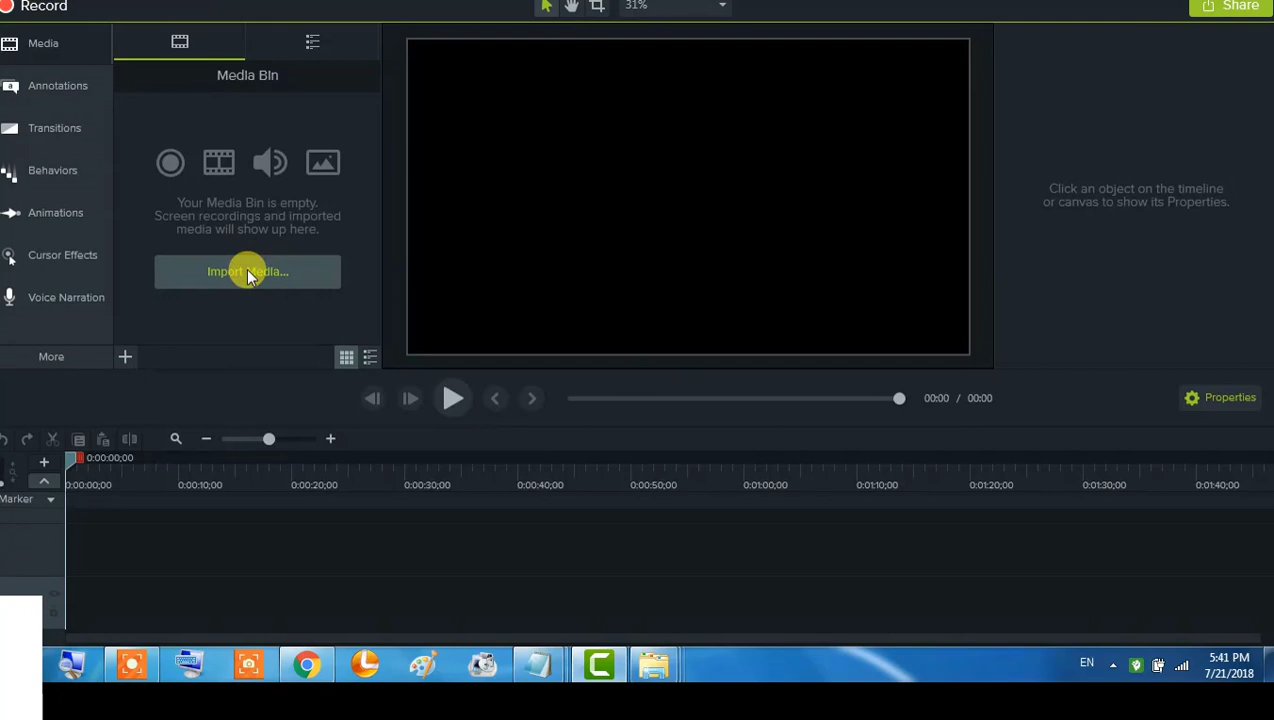 Record
31%
Share
Media
Annotations
Transitions
Behaviors
Animations
Cursor Effects
Voice Narration
More
Media Bin
Your Media Bin is empty.
Screen recordings and imported
media will show up here.
Import Media...
Click an object on the timeline
or canvas to show its Properties.
00:00 / 00:00
Properties
0:00:00;00
0:00:00;00 0:00:10;00 0:00:20;00 0:00:30;00 0:00:40;00 0:00:50;00 0:01:00;00 0:01:10;00 0:01:20;00 0:01:30;00 0:01:40;00
Marker
EN
5:41 PM
7/21/2018